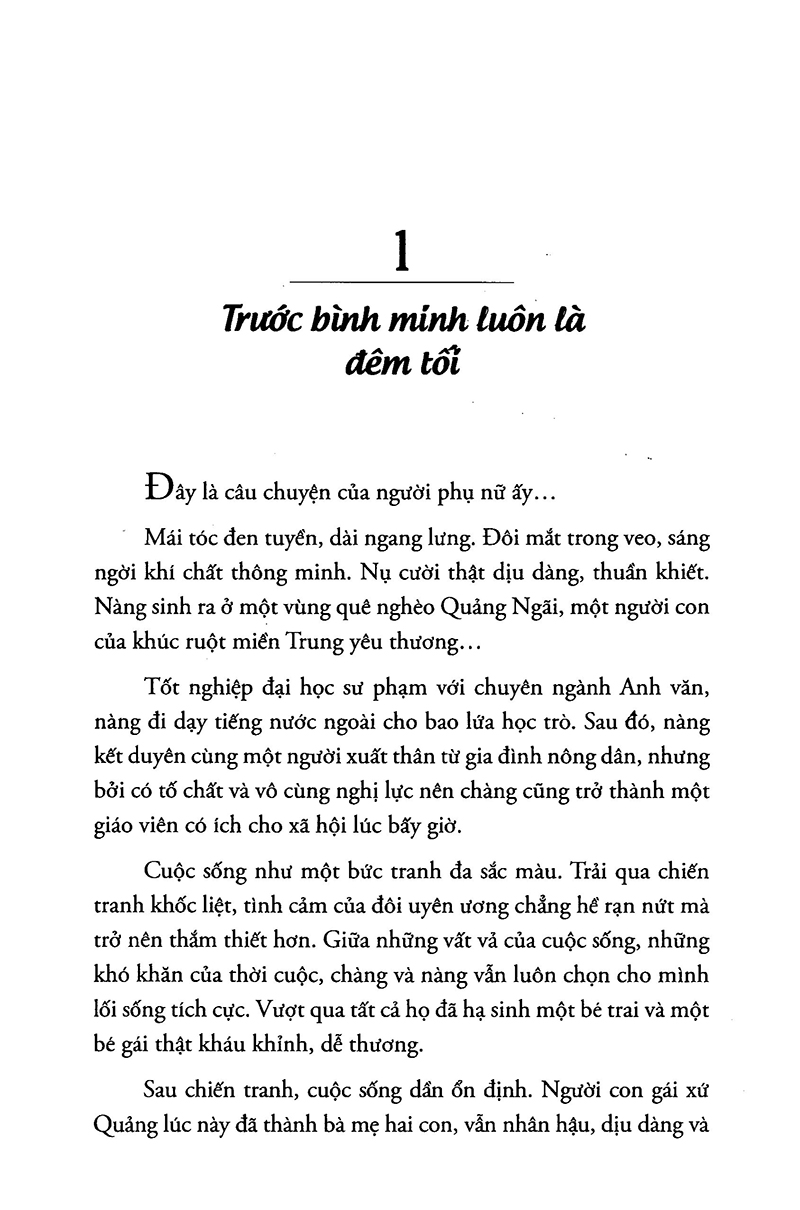 1
Trước bình minh luôn là
đêm tối
Đây là câu chuyện của người phụ nữ ấy...
Mái tóc đen tuyền, dài ngang lưng. Đôi mắt trong veo, sáng
ngời khí chất thông minh. Nụ cười thật dịu dàng, thuần khiết.
Nàng sinh ra ở một vùng quê nghèo Quảng Ngãi, một người con
của khúc ruột miền Trung yêu thương...
Tốt nghiệp đại học sư phạm với chuyên ngành Anh văn,
nàng đi dạy tiếng nước ngoài cho bao lứa học trò. Sau đó, nàng
kết duyên cùng một người xuất thân từ gia đình nông dân, nhưng
bởi có tố chất và vô cùng nghị lực nên chàng cũng trở thành một
giáo viên có ích cho xã hội lúc bấy giờ.
Cuộc sống như một bức tranh đa sắc màu. Trải qua chiến
tranh khốc liệt, tình cảm của đôi uyên ương chẳng hề rạn nứt mà
trở nên thắm thiết hơn. Giữa những vất vả của cuộc sống, những
khó khăn của thời cuộc, chàng và nàng vẫn luôn chọn cho mình
lối sống tích cực. Vượt qua tất cả họ đã hạ sinh một bé trai và một
bé gái thật kháu khỉnh, dễ thương.
Sau chiến tranh, cuộc sống dần ổn định. Người con gái xứ
Quảng lúc này đã thành bà mẹ hai con, vẫn nhân hậu, dịu dàng và